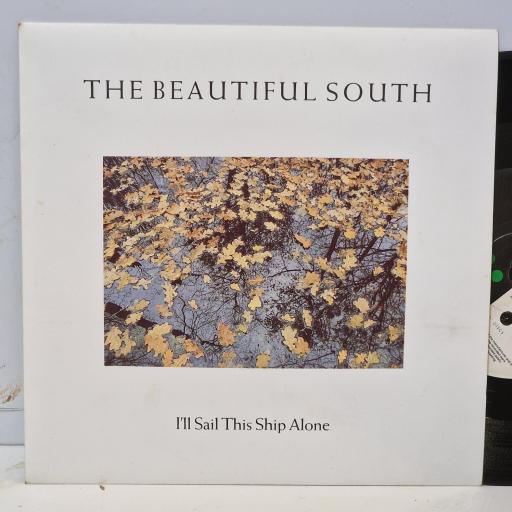 THE BEAUTIFUL SOUTH
I'll Sail This Ship Alone